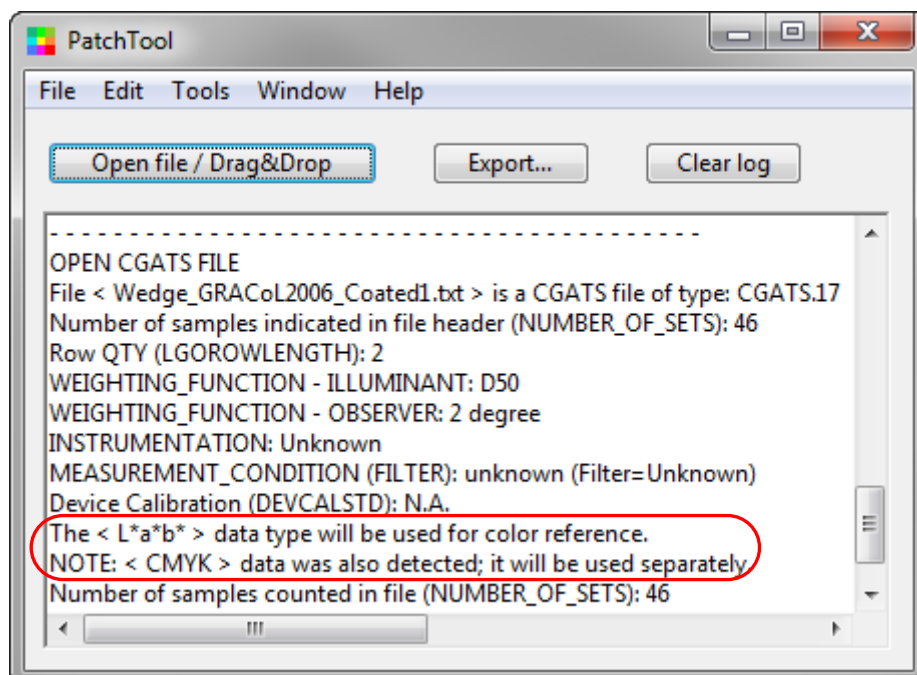 PatchTool
File Edit Tools Window Help
Open file / Drag&Drop Export... Clear log
- - - - - - - - - - - - - - - - - - - - - - - - - - - - - - - - - - - - - - - - - -
OPEN CGATS FILE
File < Wedge_GRACoL2006_Coated1.txt > is a CGATS file of type: CGATS.17
Number of samples indicated in file header (NUMBER_OF_SETS): 46
Row QTY (LGOROWLENGTH): 2
WEIGHTING_FUNCTION - ILLUMINANT: D50
WEIGHTING_FUNCTION - OBSERVER: 2 degree
INSTRUMENTATION: Unknown
MEASUREMENT_CONDITION (FILTER): unknown (Filter=Unknown)
Device Calibration (DEVCALSTD): N.A.
The < L*a*b* > data type will be used for color reference.
NOTE: < CMYK > data was also detected; it will be used separately.
Number of samples counted in file (NUMBER_OF_SETS): 46